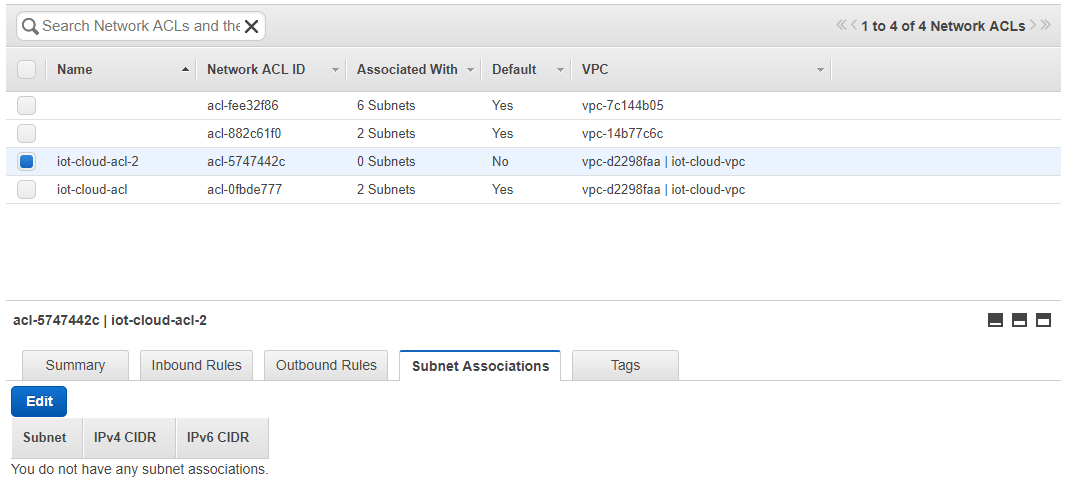 Search Network ACLs and the
1 to 4 of 4 Network ACLs
Name Network ACL ID Associated With Default VPC
acl-fee32f86 6 Subnets Yes vpc-7c144b05
acl-882c61f0 2 Subnets Yes vpc-14b77c6c
iot-cloud-acl-2 acl-5747442c 0 Subnets No vpc-d2298faa | iot-cloud-vpc
iot-cloud-acl acl-0fbde777 2 Subnets Yes vpc-d2298faa | iot-cloud-vpc
acl-5747442c | iot-cloud-acl-2
Summary Inbound Rules Outbound Rules Subnet Associations Tags
Edit
Subnet IPv4 CIDR IPv6 CIDR
You do not have any subnet associations.